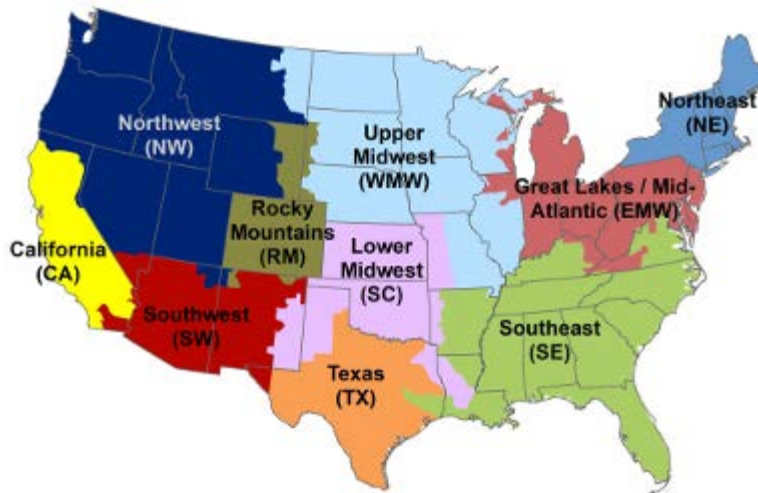 Northwest
(NW)
Upper
Midwest
(WMW)
Northeast
(NE)
Great Lakes / Mid-
Atlantic (EMW)
Rocky
Mountains
(RM)
California
(CA)
Lower
Midwest
(SC)
Southwest
(SW)
Southeast
(SE)
Texas
(TX)